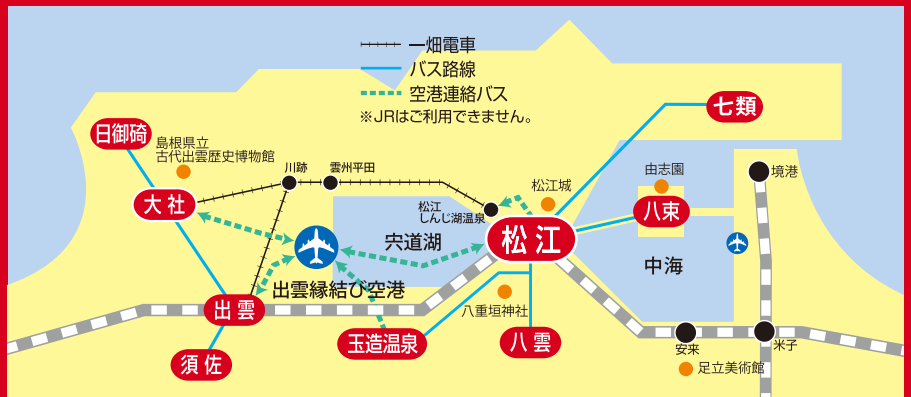 一畑電車
バス路線
空港連絡バス
※JRはご利用できません。
七類
日御碕
島根県立
古代出雲歴史博物館
川跡
雲州平田
大社
松江
しんじ湖温泉
松江城
由志園
境港
八束
松江
宍道湖
中海
出雲縁結び空港
出雲
八重垣神社
玉造温泉
八雲
須佐
安来
米子
足立美術館